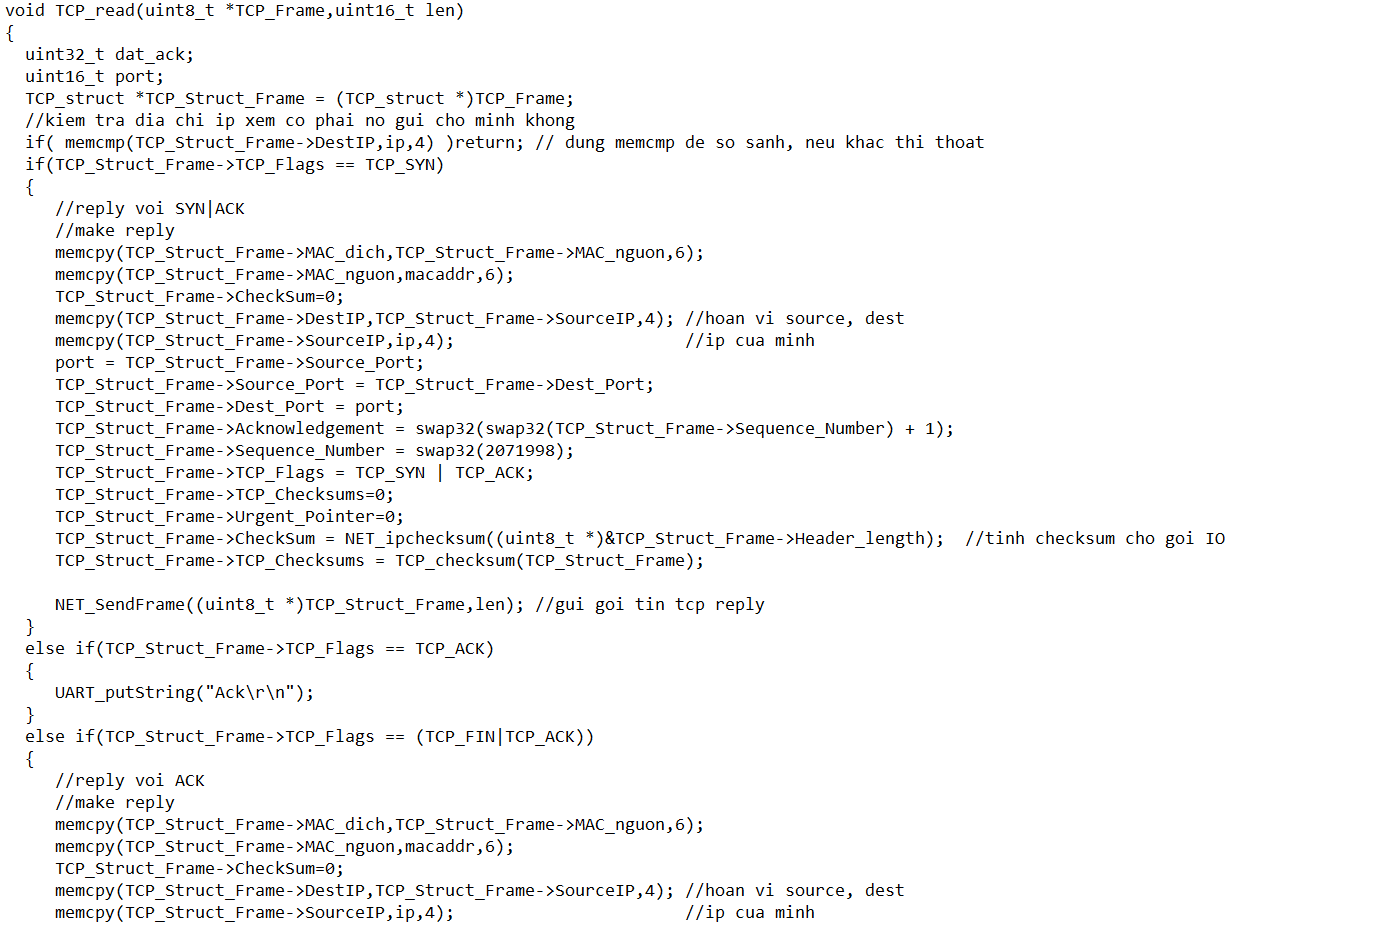 void TCP_read(uint8_t *TCP_Frame,uint16_t len)
{
  uint32_t dat_ack;
  uint16_t port;
  TCP_struct *TCP_Struct_Frame = (TCP_struct *)TCP_Frame;
  //kiem tra dia chi ip xem co phai no gui cho minh khong
  if( memcmp(TCP_Struct_Frame->DestIP,ip,4) )return; // dung memcmp de so sanh, neu khac thi thoat
  if(TCP_Struct_Frame->TCP_Flags == TCP_SYN)
  {
     //reply voi SYN|ACK
     //make reply
     memcpy(TCP_Struct_Frame->MAC_dich,TCP_Struct_Frame->MAC_nguon,6);
     memcpy(TCP_Struct_Frame->MAC_nguon,macaddr,6);
     TCP_Struct_Frame->CheckSum=0;
     memcpy(TCP_Struct_Frame->DestIP,TCP_Struct_Frame->SourceIP,4); //hoan vi source, dest
     memcpy(TCP_Struct_Frame->SourceIP,ip,4);                       //ip cua minh
     port = TCP_Struct_Frame->Source_Port;
     TCP_Struct_Frame->Source_Port = TCP_Struct_Frame->Dest_Port;
     TCP_Struct_Frame->Dest_Port = port;
     TCP_Struct_Frame->Acknowledgement = swap32(swap32(TCP_Struct_Frame->Sequence_Number) + 1);
     TCP_Struct_Frame->Sequence_Number = swap32(2071998);
     TCP_Struct_Frame->TCP_Flags = TCP_SYN | TCP_ACK;
     TCP_Struct_Frame->TCP_Checksums=0;
     TCP_Struct_Frame->Urgent_Pointer=0;
     TCP_Struct_Frame->CheckSum = NET_ipchecksum((uint8_t *)&TCP_Struct_Frame->Header_length);  //tinh checksum cho goi IO
     TCP_Struct_Frame->TCP_Checksums = TCP_checksum(TCP_Struct_Frame);

     NET_SendFrame((uint8_t *)TCP_Struct_Frame,len); //gui goi tin tcp reply
  }
  else if(TCP_Struct_Frame->TCP_Flags == TCP_ACK)
  {
     UART_putString("Ack\r\n");
  }
  else if(TCP_Struct_Frame->TCP_Flags == (TCP_FIN|TCP_ACK))
  {
     //reply voi ACK
     //make reply
     memcpy(TCP_Struct_Frame->MAC_dich,TCP_Struct_Frame->MAC_nguon,6);
     memcpy(TCP_Struct_Frame->MAC_nguon,macaddr,6);
     TCP_Struct_Frame->CheckSum=0;
     memcpy(TCP_Struct_Frame->DestIP,TCP_Struct_Frame->SourceIP,4); //hoan vi source, dest
     memcpy(TCP_Struct_Frame->SourceIP,ip,4);                       //ip cua minh